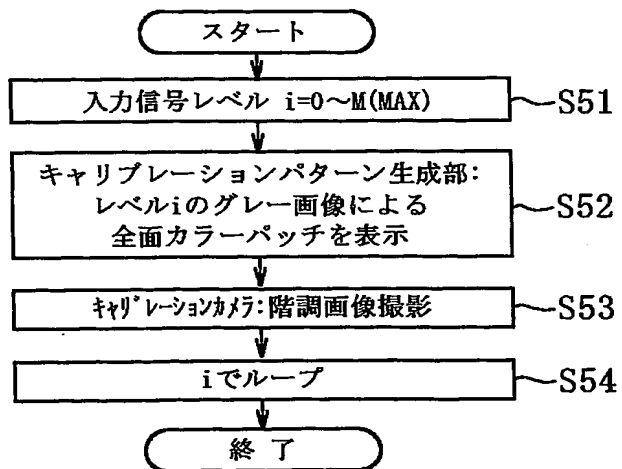 スタート
入力信号レベル i=0～M(MAX)
S51
キャリブレーションパターン生成部:
レベルiのグレー画像による
全面カラーパッチを表示
S52
ｷｬﾘﾞﾚｰｼｮﾝｶﾒﾗ:階調画像撮影
S53
iでループ
S54
終 了